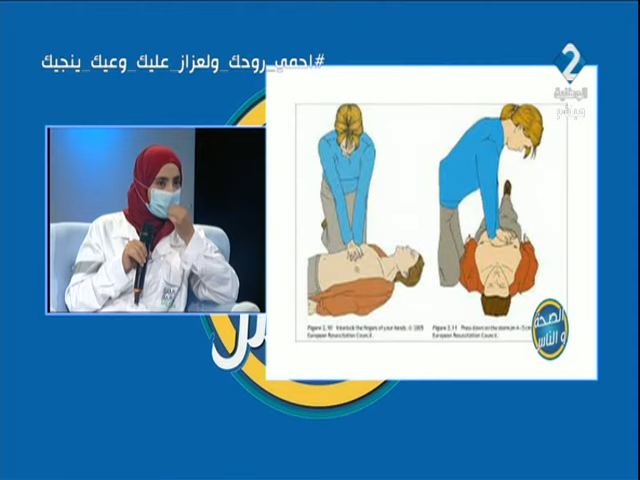 #احمي_روحك_ولعزاز_عليك_وعيك_ينجيك
2
الوطنية
مباشر
Figure 2.10 Interlock the fingers of your hands. © 2005
European Resuscitation Council.
Figure 2.11 Press down on the sternum 4-5 cm
European Resuscitation Council.
الصحة
و الناس